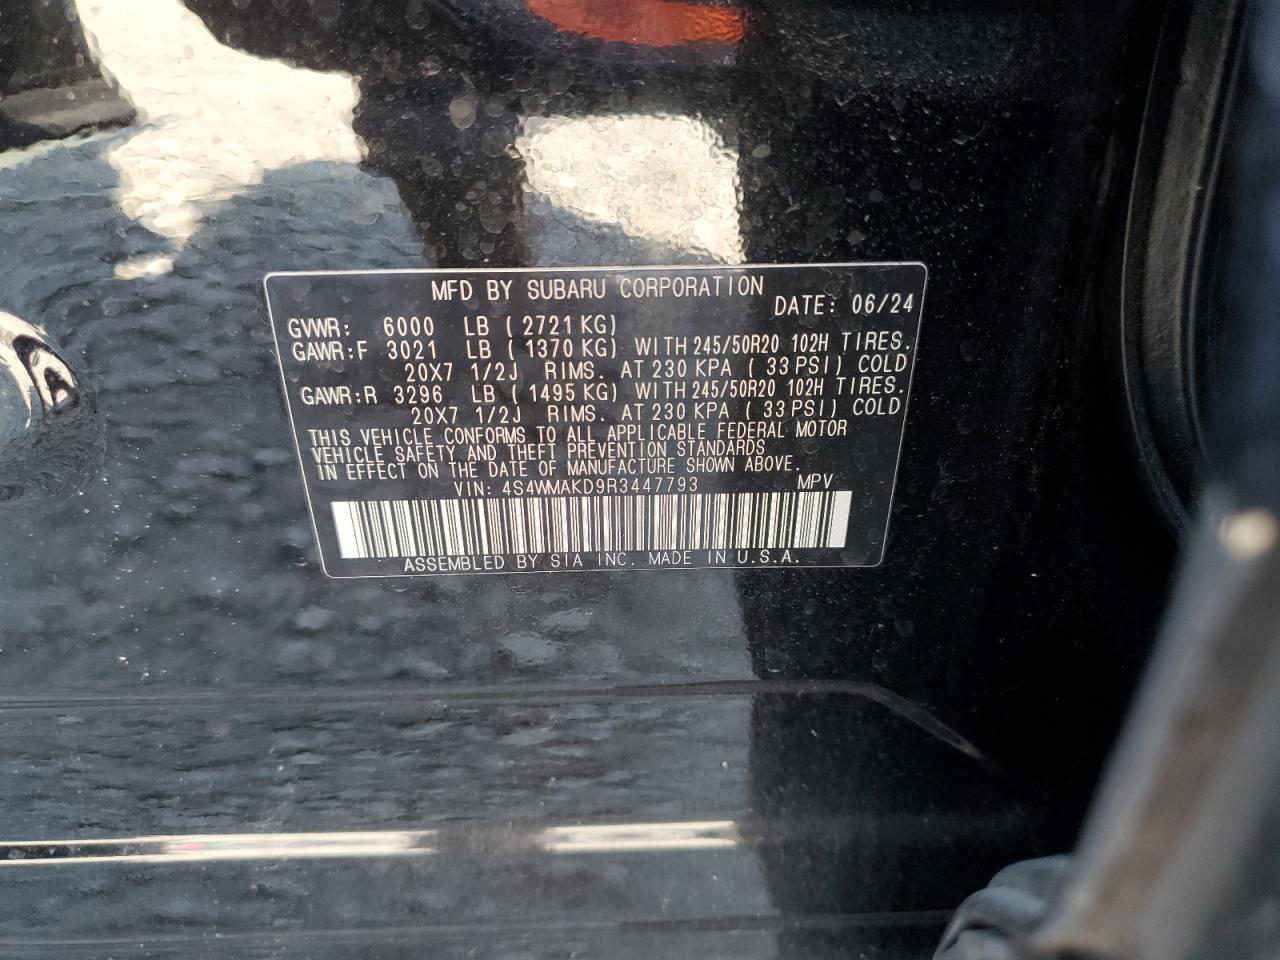 MFD BY SUBARU CORPORATION
DATE: 06/24
GVWR: 6000 LB ( 2721 KG)
GAWR:F 3021 LB ( 1370 KG) WITH 245/50R20 102H TIRES.
20X7 1/2J RIMS. AT 230 KPA ( 33 PSI) COLD
GAWR:R 3296 LB ( 1495 KG) WITH 245/50R20 102H TIRES.
20X7 1/2J RIMS. AT 230 KPA ( 33 PSI) COLD
THIS VEHICLE CONFORMS TO ALL APPLICABLE FEDERAL MOTOR
VEHICLE SAFETY AND THEFT PREVENTION STANDARDS
IN EFFECT ON THE DATE OF MANUFACTURE SHOWN ABOVE.
VIN: 4S4WMAKD9R3447793 MPV
ASSEMBLED BY SIA INC. MADE IN U.S.A.